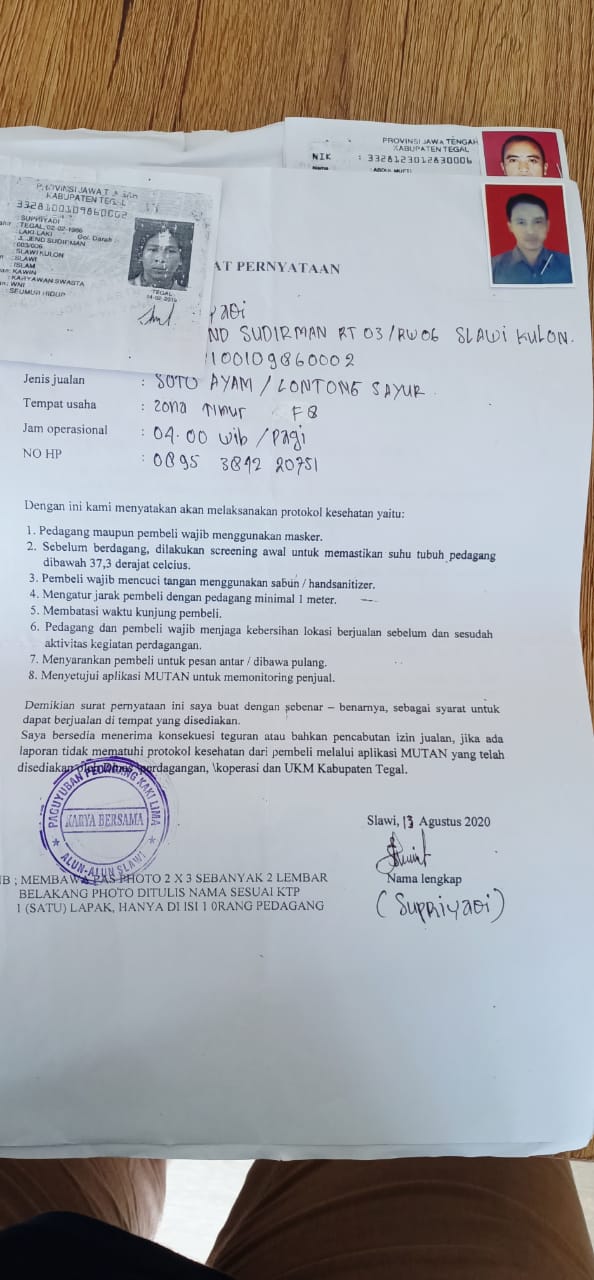 PROVINSI JAWA TENGAH
KABUPATEN TEGAL
NIK : 3328123012830006
PROVINSI JAWA TENGAH
KABUPATEN TEGAL
3328100109860002
SUPRIYADI
TEGAL, 02-02-1986
LAKI-LAKI Gol. Darah :
JL JEND SUDIRMAN
003/006
SLAWI KULON
SLAWI
ISLAM
KAWIN
KARYAWAN SWASTA
WNI
SEUMUR HIDUP
TEGAL
AT PERNYATAAN
yaDi
ND SUDIRMAN RT 03/RW 06 SLAWI KULON.
100109860002
Jenis jualan : SOTO AYAM / LONTONG SAYUR
Tempat usaha : Zona Timur F8
Jam operasional : 04.00 wib / Pagi
NO HP : 0895 3842 20751
Dengan ini kami menyatakan akan melaksanakan protokol kesehatan yaitu:
1. Pedagang maupun pembeli wajib menggunakan masker.
2. Sebelum berdagang, dilakukan screening awal untuk memastikan suhu tubuh pedagang
dibawah 37,3 derajat celcius.
3. Pembeli wajib mencuci tangan menggunakan sabun / handsanitizer.
4. Mengatur jarak pembeli dengan pedagang minimal 1 meter.
5. Membatasi waktu kunjung pembeli.
6. Pedagang dan pembeli wajib menjaga kebersihan lokasi berjualan sebelum dan sesudah
aktivitas kegiatan perdagangan.
7. Menyarankan pembeli untuk pesan antar / dibawa pulang.
8. Menyetujui aplikasi MUTAN untuk memonitoring penjual.
Demikian surat pernyataan ini saya buat dengan sebenar – benarnya, sebagai syarat untuk
dapat berjualan di tempat yang disediakan.
Saya bersedia menerima konsekuesi teguran atau bahkan pencabutan izin jualan, jika ada
laporan tidak mematuhi protokol kesehatan dari pembeli melalui aplikasi MUTAN yang telah
disediakan oleh Dinas perdagangan, \koperasi dan UKM Kabupaten Tegal.
PAGUYUBAN PEDAGANG KAKI LIMA
KARYA BERSAMA
ALUN-ALUN SLAWI
Slawi, 13 Agustus 2020
Nama lengkap
(SupRiyaDi)
NB ; MEMBAWA PAS PHOTO 2 X 3 SEBANYAK 2 LEMBAR
BELAKANG PHOTO DITULIS NAMA SESUAI KTP
1 (SATU) LAPAK, HANYA DI ISI 1 0RANG PEDAGANG